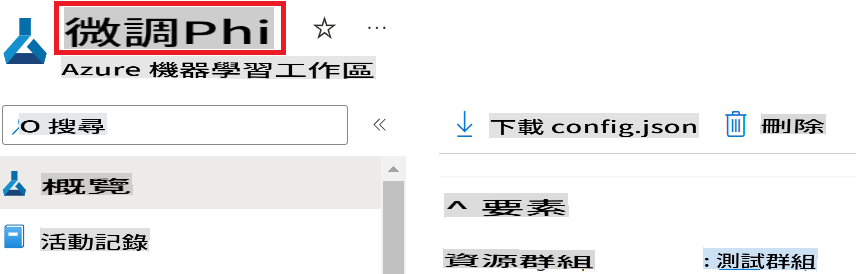 微調Phi
Azure 機器學習工作區
搜尋
概覽
活動記錄
下載 config.json
刪除
^ 要素
資源群組 : 測試群組